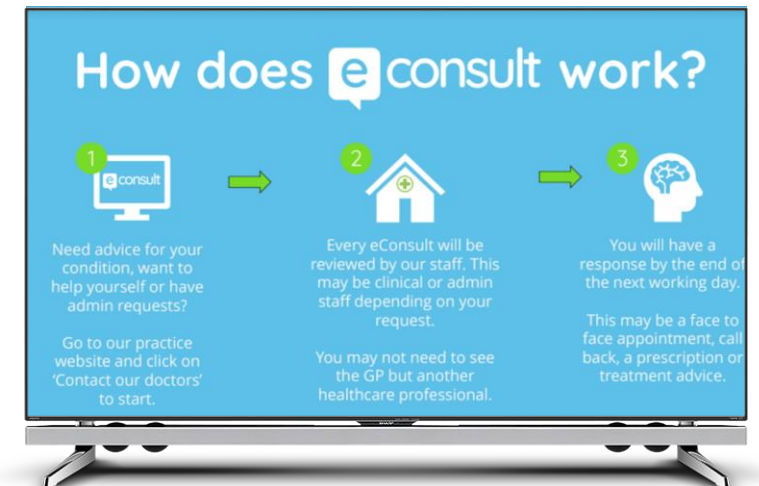 How does e consult work?
1
e consult
Need advice for your
condition, want to
help yourself or have
admin requests?
Go to our practice
website and click on
'Contact our doctors'
to start.
2
Every eConsult will be
reviewed by our staff. This
may be clinical or admin
staff depending on your
request.
You may not need to see
the GP but another
healthcare professional.
3
You will have a
response by the end of
the next working day.
This may be a face to
face appointment, call
back, a prescription or
treatment advice.